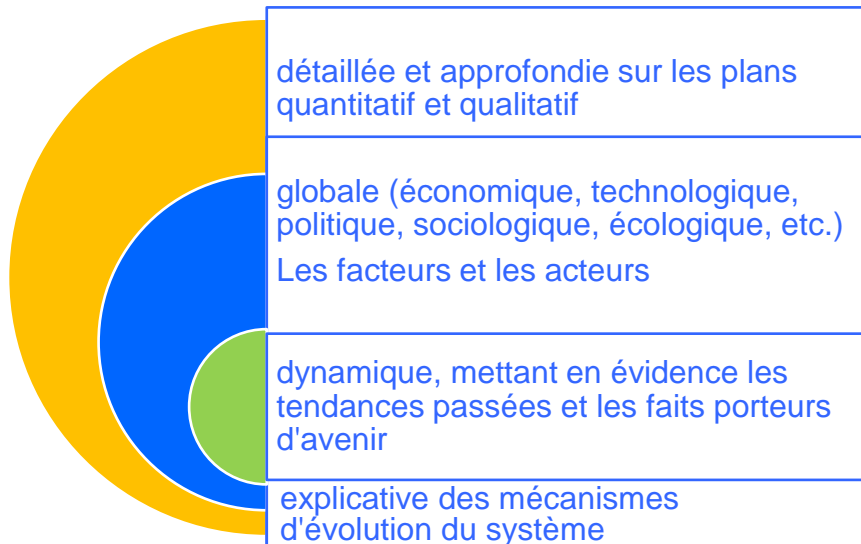 détaillée et approfondie sur les plans
quantitatif et qualitatif
globale (économique, technologique,
politique, sociologique, écologique, etc.)
Les facteurs et les acteurs
dynamique, mettant en évidence les
tendances passées et les faits porteurs
d'avenir
explicative des mécanismes
d'évolution du système